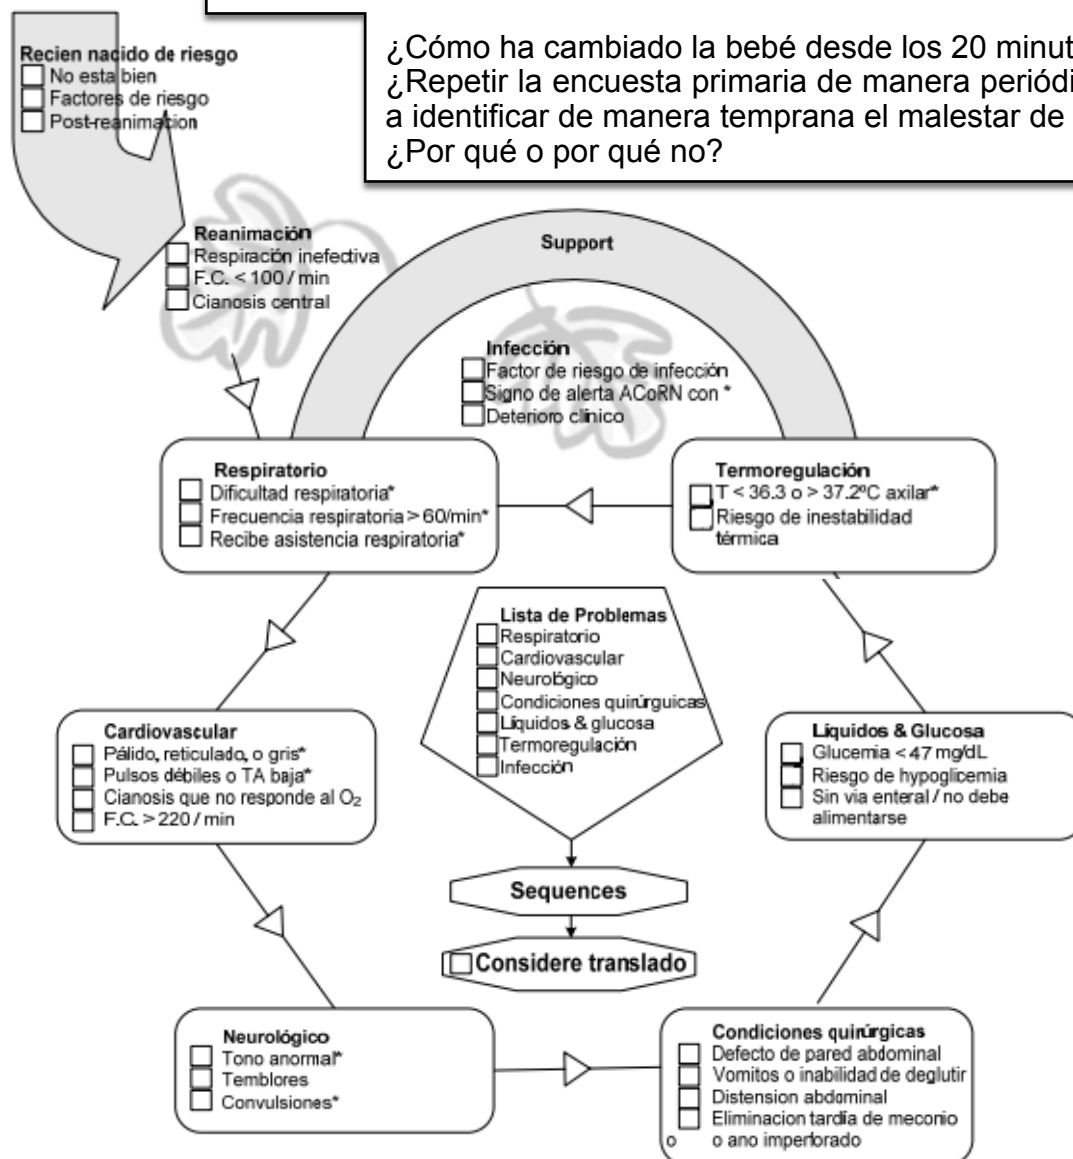 ¿Cómo ha cambiado la bebé desde los 20
¿Repetir la encuesta primaria de manera
a identificar de manera temprana el malestar de
¿Por qué o por qué no?
Recien nacido de riesgo
No esta bien
Factores de riesgo
Post-reanimacion
Reanimación
Respiración inefectiva
F.C. < 100 / min
Cianosis central
Support
Infección
Factor de riesgo de infección
Signo de alerta ACoRN con *
Deterioro clínico
Respiratorio
Dificultad respiratoria*
Frecuencia respiratoria > 60/min*
Recibe asistencia respiratoria*
Termoregulación
T < 36.3 o > 37.2ºC axilar*
Riesgo de inestabilidad
térmica
Lista de Problemas
Respiratorio
Cardiovascular
Neurológico
Condiciones quirúrguicas
Líquidos & glucosa
Termoregulación
Infección
Cardiovascular
Pálido, reticulado, o gris*
Pulsos débiles o TA baja*
Cianosis que no responde al O₂
F.C. > 220 / min
Líquidos & Glucosa
Glucemia < 47 mg/dL
Riesgo de hypoglicemia
Sin via enteral / no debe
alimentarse
Sequences
Considere translado
Neurológico
Tono anormal*
Temblores
Convulsiones*
Condiciones quirúrgicas
Defecto de pared abdominal
Vomitos o inabilidad de deglutir
Distension abdominal
Eliminacion tardía de meconio
o o ano imperforado